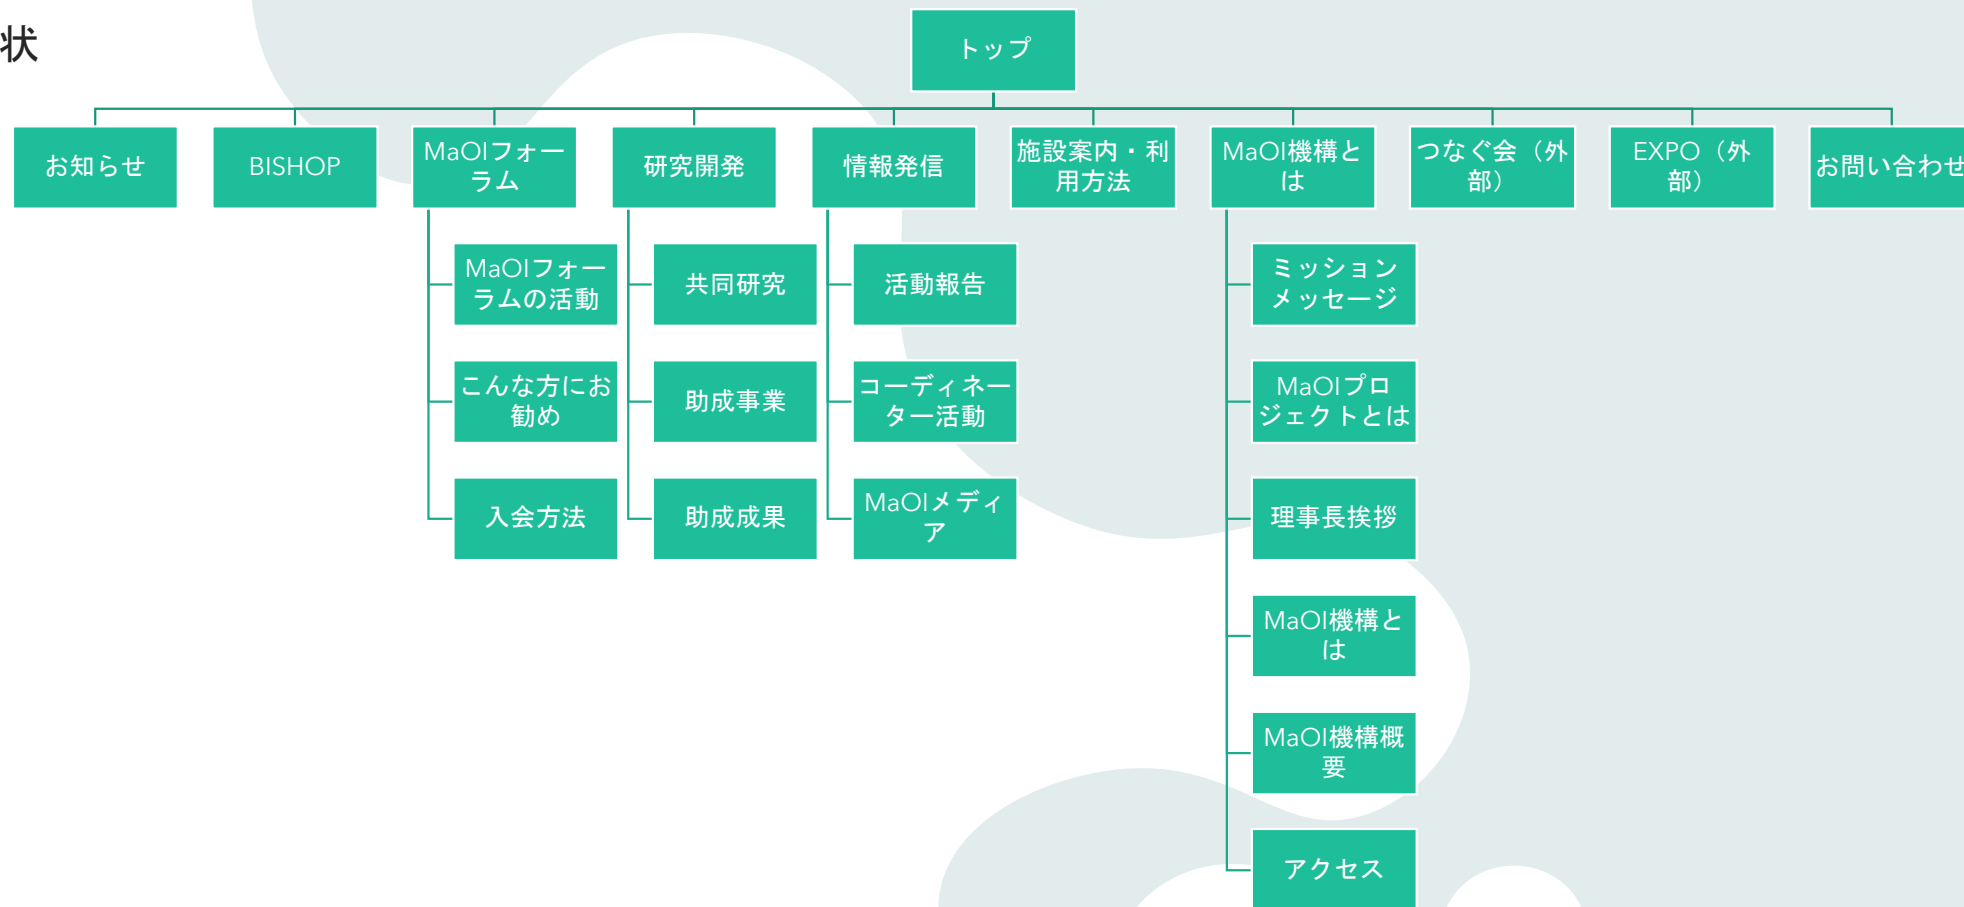 状
トップ
お知らせ
BISHOP
MaOIフォー
ラム
研究開発
情報発信
施設案内・利
用方法
MaOI機構と
は
つなぐ会（外
部）
EXPO（外
部）
お問い合わせ
MaOIフォー
ラムの活動
こんな方にお
勧め
入会方法
共同研究
助成事業
助成成果
活動報告
コーディネー
ター活動
MaOIメディ
ア
ミッション
メッセージ
MaOIプロ
ジェクトとは
理事長挨拶
MaOI機構と
は
MaOI機構概
要
アクセス